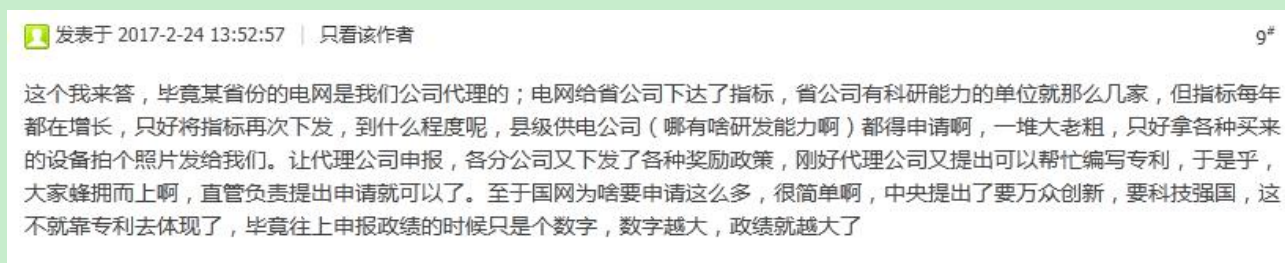 发表于 2017-2-24 13:52:57 | 只看该作者 9#
这个我来答，毕竟某省份的电网是我们公司代理的；电网给省公司下达了指标，省公司有科研能力的单位就那么几家，但指标每年
都在增长，只好将指标再次下发，到什么程度呢，县级供电公司（哪有啥研发能力啊）都得申请啊，一堆大老粗，只好拿各种买来
的设备拍个照片发给我们。让代理公司申报，各分公司又下发了各种奖励政策，刚好代理公司又提出可以帮忙编写专利，于是乎，
大家蜂拥而上啊，直管负责提出申请就可以了。至于国网为啥要申请这么多，很简单啊，中央提出了要万众创新，要科技强国，这
不就靠专利去体现了，毕竟往上申报政绩的时候只是个数字，数字越大，政绩就越大了